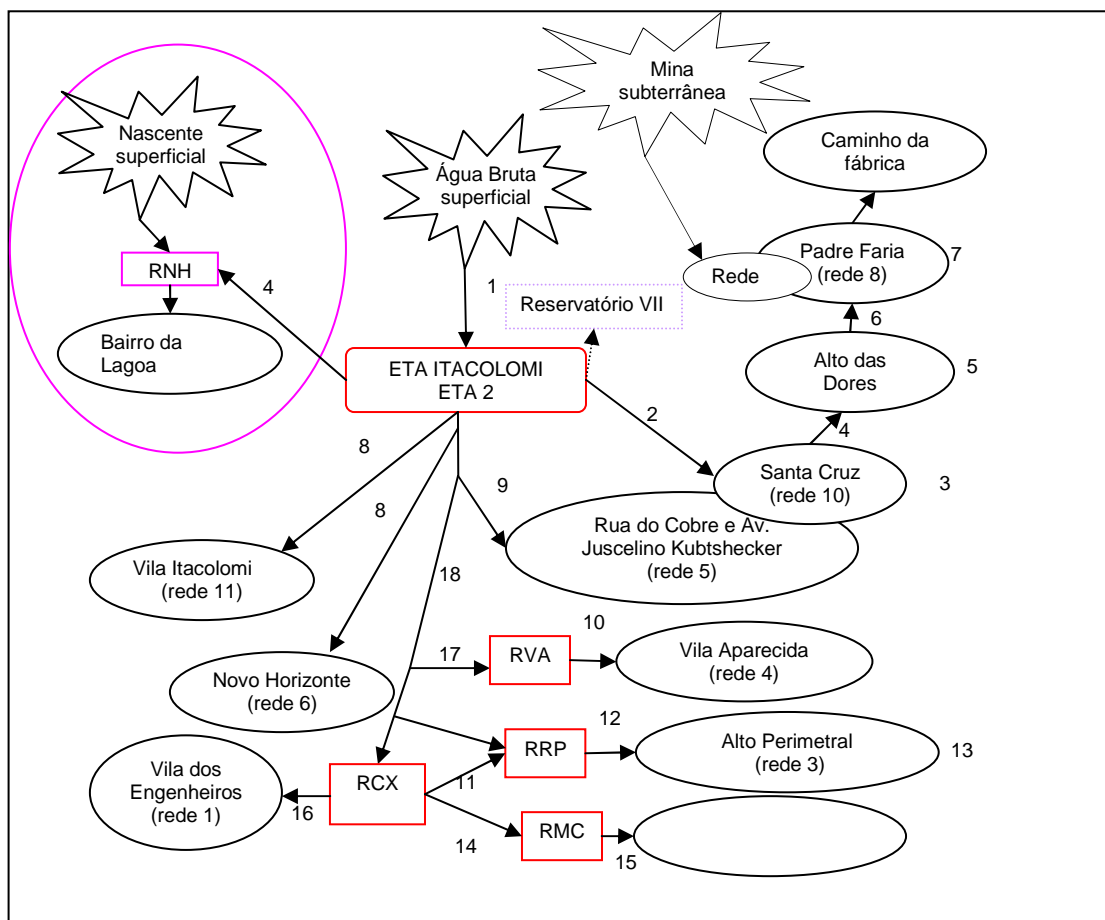 Mina
subterrânea
Nascente
superficial
Caminho da
fábrica
Água Bruta
superficial
Padre Faria
(rede 8)
7
RNH
Rede
4
1
Reservatório VII
6
Bairro da
Lagoa
Alto das
Dores
5
ETA ITACOLOMI
ETA 2
2
4
8
9
Santa Cruz
(rede 10)
3
8
Rua do Cobre e Av.
Juscelino Kubtshecker
(rede 5)
Vila Itacolomi
(rede 11)
18
10
17
RVA
Vila Aparecida
(rede 4)
Novo Horizonte
(rede 6)
12
RRP
Alto Perimetral
(rede 3)
13
Vila dos
Engenheiros
(rede 1)
16
RCX
11
14
RMC
15